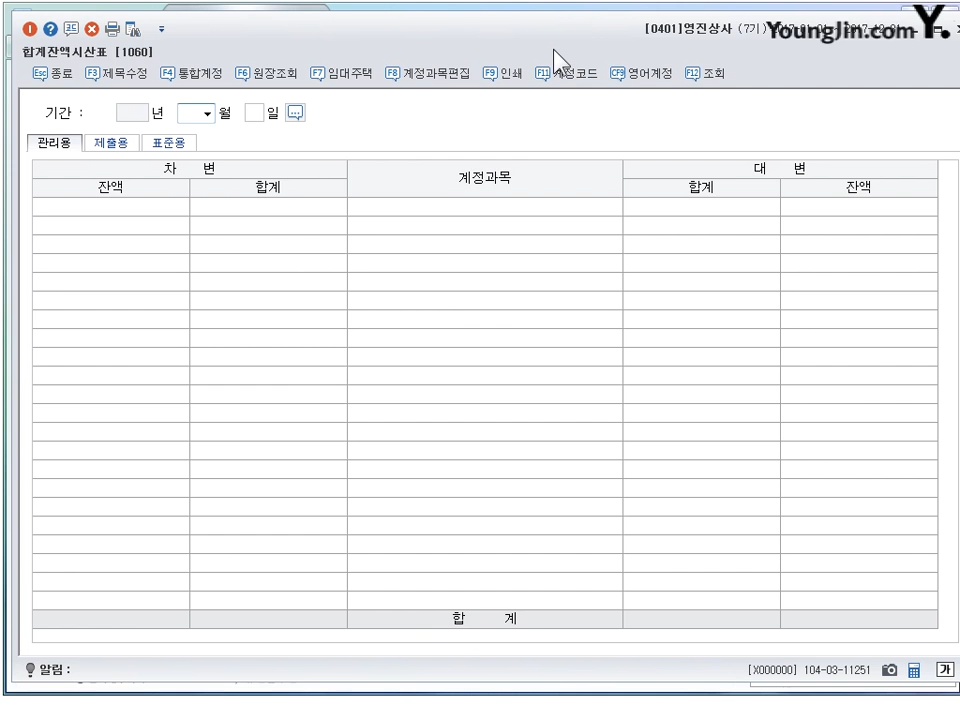 [0401]영진상사 (7기)
YoungJin.com Y.
합계잔액시산표 [1060]
Esc 종료 F3 제목수정 F4 통합계정 F6 원장조회 F7 임대주택 F8 계정과목편집 F9 인쇄 F11 계정코드 CF9 영어계정 F12 조회
기간 : 년 월 일
관리용 제출용 표준용
차 변 계정과목 대 변
잔액 합계 합계 잔액
합 계
알림 :
[X000000] 104-03-11251 가